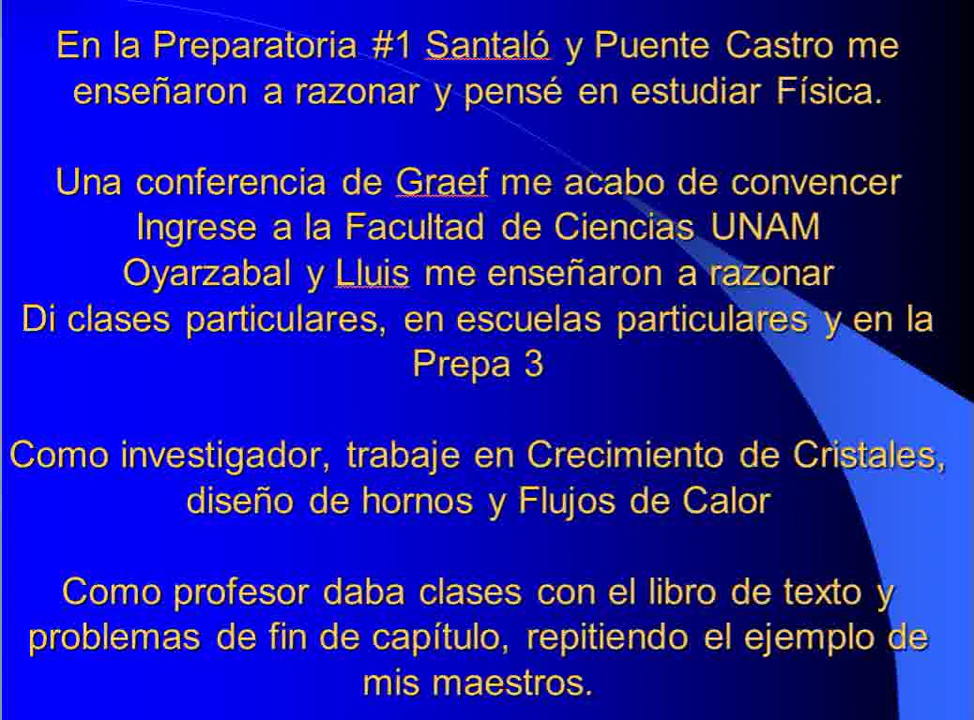 En la Preparatoria #1 Santaló y Puente Castro me
enseñaron a razonar y pensé en estudiar Física.
Una conferencia de Graef me acabo de convencer
Ingrese a la Facultad de Ciencias UNAM
Oyarzabal y Lluis me enseñaron a razonar
Di clases particulares, en escuelas particulares y en la
Prepa 3
Como investigador, trabaje en Crecimiento de Cristales,
diseño de hornos y Flujos de Calor
Como profesor daba clases con el libro de texto y
problemas de fin de capítulo, repitiendo el ejemplo de
mis maestros.